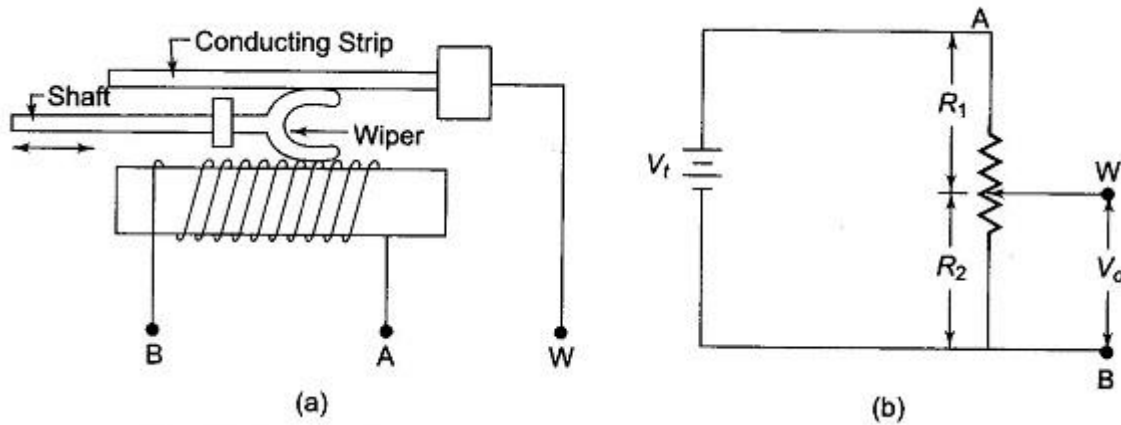 Conducting Strip
Shaft
Wiper
B
A
W
(a)
A
R1
Vt
W
R2
Vo
B
(b)